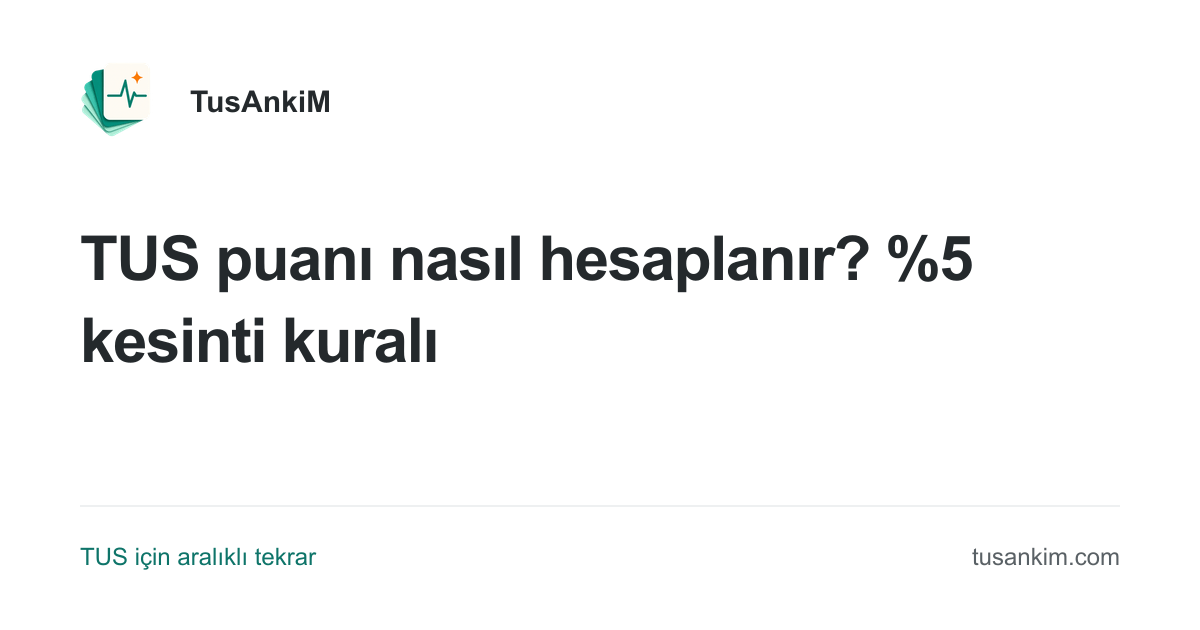 TusAnkiM
TUS puanı nasıl hesaplanır? %5
kesinti kuralı
TUS için aralıklı tekrar
tusankim.com